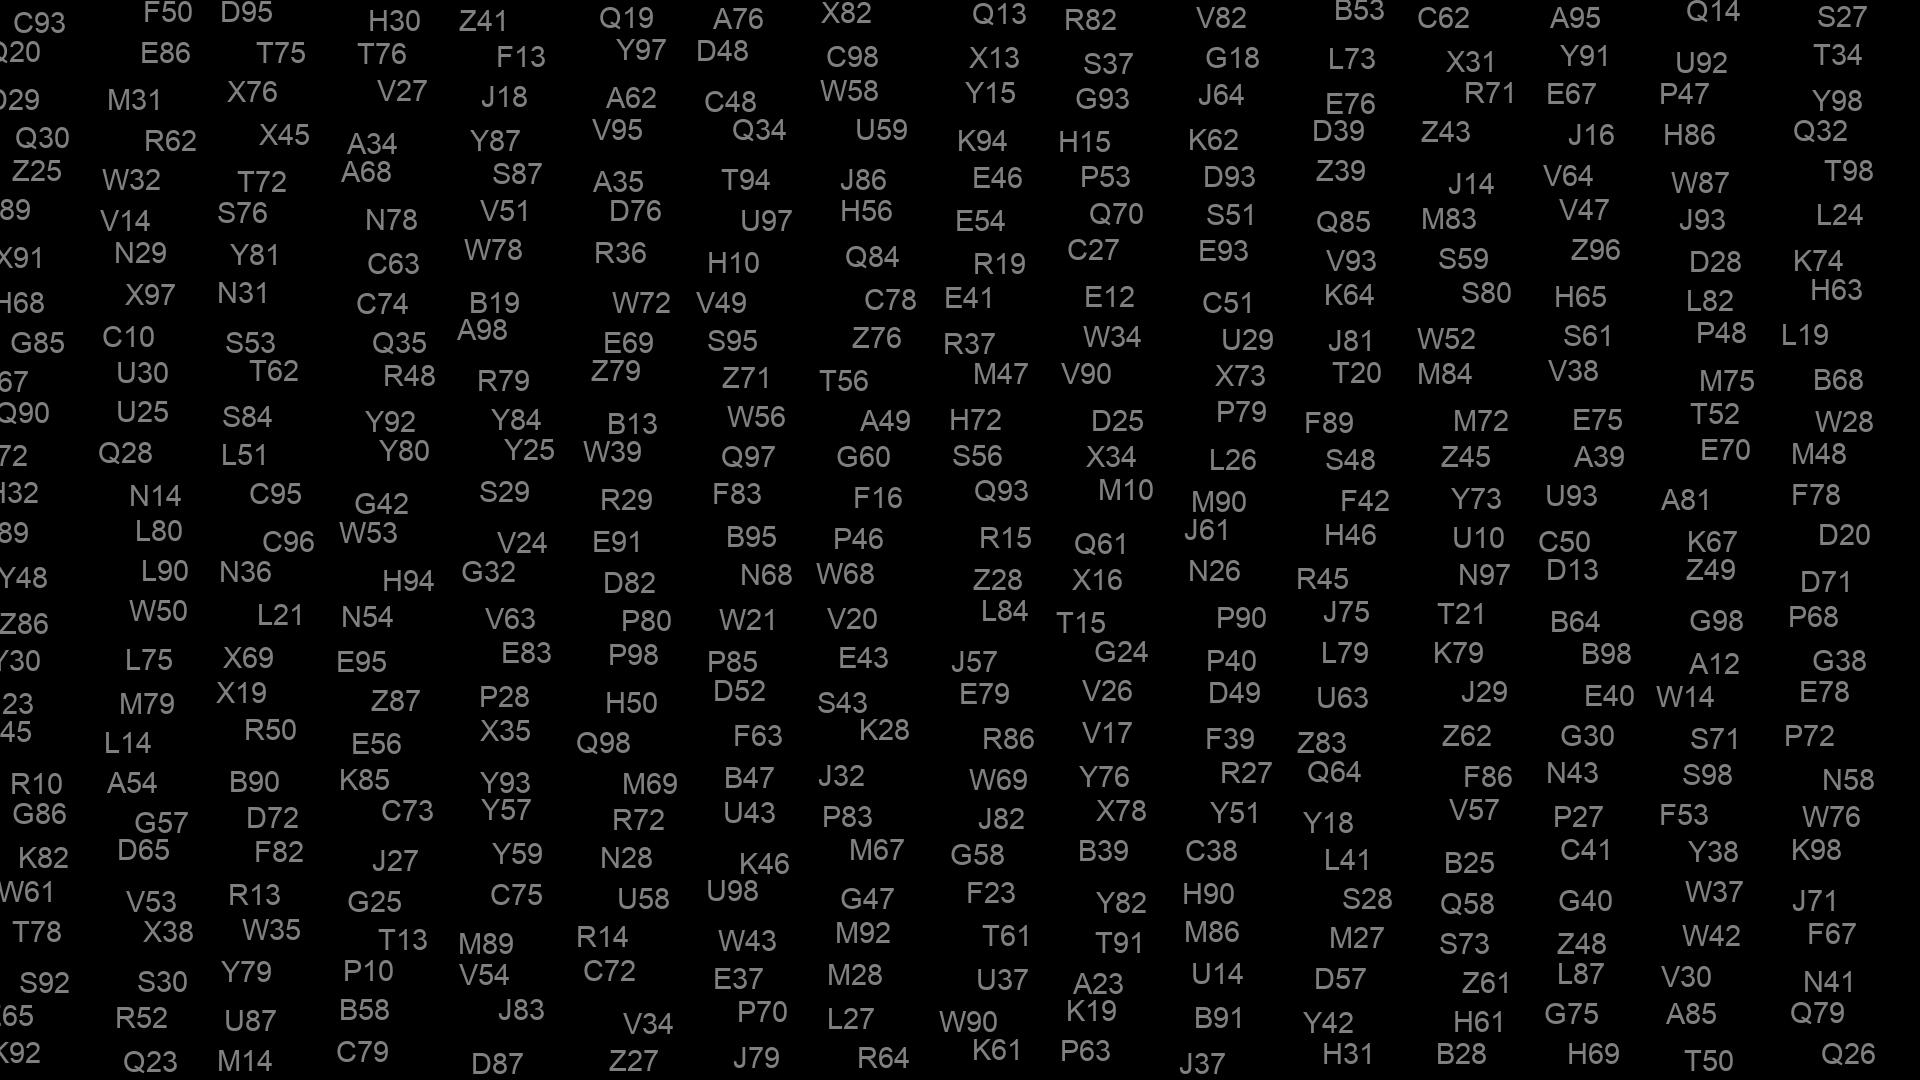 C93 F50 D95 H30 Z41 Q19 A76 X82 Q13 R82 V82 B53 C62 A95 Q14 S27
Q20 E86 T75 T76 F13 Y97 D48 C98 X13 S37 G18 L73 X31 Y91 U92 T34
D29 M31 X76 V27 J18 A62 C48 W58 Y15 G93 J64 E76 R71 E67 P47 Y98
Q30 R62 X45 A34 Y87 V95 Q34 U59 K94 H15 K62 D39 Z43 J16 H86 Q32
Z25 W32 T72 A68 S87 A35 T94 J86 E46 P53 D93 Z39 J14 V64 W87 T98
89 V14 S76 N78 V51 D76 U97 H56 E54 Q70 S51 Q85 M83 V47 J93 L24
X91 N29 Y81 C63 W78 R36 H10 Q84 R19 C27 E93 V93 S59 Z96 D28 K74
H68 X97 N31 C74 B19 W72 V49 C78 E41 E12 C51 K64 S80 H65 L82 H63
G85 C10 S53 Q35 A98 E69 S95 Z76 R37 W34 U29 J81 W52 S61 P48 L19
67 U30 T62 R48 R79 Z79 Z71 T56 M47 V90 X73 T20 M84 V38 M75 B68
Q90 U25 S84 Y92 Y84 B13 W56 A49 H72 D25 P79 F89 M72 E75 T52 W28
72 Q28 L51 Y80 Y25 W39 Q97 G60 S56 X34 L26 S48 Z45 A39 E70 M48
H32 N14 C95 G42 S29 R29 F83 F16 Q93 M10 M90 F42 Y73 U93 A81 F78
89 L80 C96 W53 V24 E91 B95 P46 R15 Q61 J61 H46 U10 C50 K67 D20
Y48 L90 N36 H94 G32 D82 N68 W68 Z28 X16 N26 R45 N97 D13 Z49 D71
Z86 W50 L21 N54 V63 P80 W21 V20 L84 T15 P90 J75 T21 B64 G98 P68
Y30 L75 X69 E95 E83 P98 P85 E43 J57 G24 P40 L79 K79 B98 A12 G38
23 M79 X19 Z87 P28 H50 D52 S43 E79 V26 D49 U63 J29 E40 W14 E78
45 L14 R50 E56 X35 Q98 F63 K28 R86 V17 F39 Z83 Z62 G30 S71 P72
R10 A54 B90 K85 Y93 M69 B47 J32 W69 Y76 R27 Q64 F86 N43 S98 N58
G86 G57 D72 C73 Y57 R72 U43 P83 J82 X78 Y51 Y18 V57 P27 F53 W76
K82 D65 F82 J27 Y59 N28 K46 M67 G58 B39 C38 L41 B25 C41 Y38 K98
W61 V53 R13 G25 C75 U58 U98 G47 F23 Y82 H90 S28 Q58 G40 W37 J71
T78 X38 W35 T13 M89 R14 W43 M92 T61 T91 M86 M27 S73 Z48 W42 F67
S92 S30 Y79 P10 V54 C72 E37 M28 U37 A23 U14 D57 Z61 L87 V30 N41
65 R52 U87 B58 J83 V34 P70 L27 W90 K19 B91 Y42 H61 G75 A85 Q79
K92 Q23 M14 C79 D87 Z27 J79 R64 K61 P63 J37 H31 B28 H69 T50 Q26